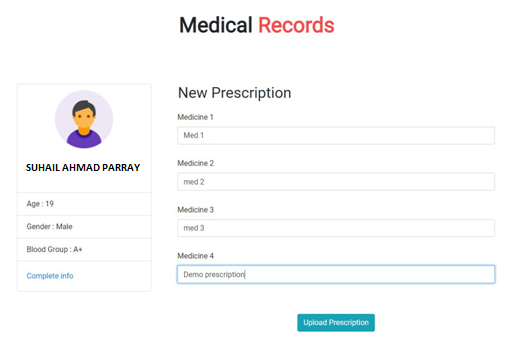 Medical Records
SUHAIL AHMAD PARRAY
Age : 19
Gender : Male
Blood Group : A+
Complete info
New Prescription
Medicine 1
Med 1
Medicine 2
med 2
Medicine 3
med 3
Medicine 4
Demo prescription
Upload Prescription